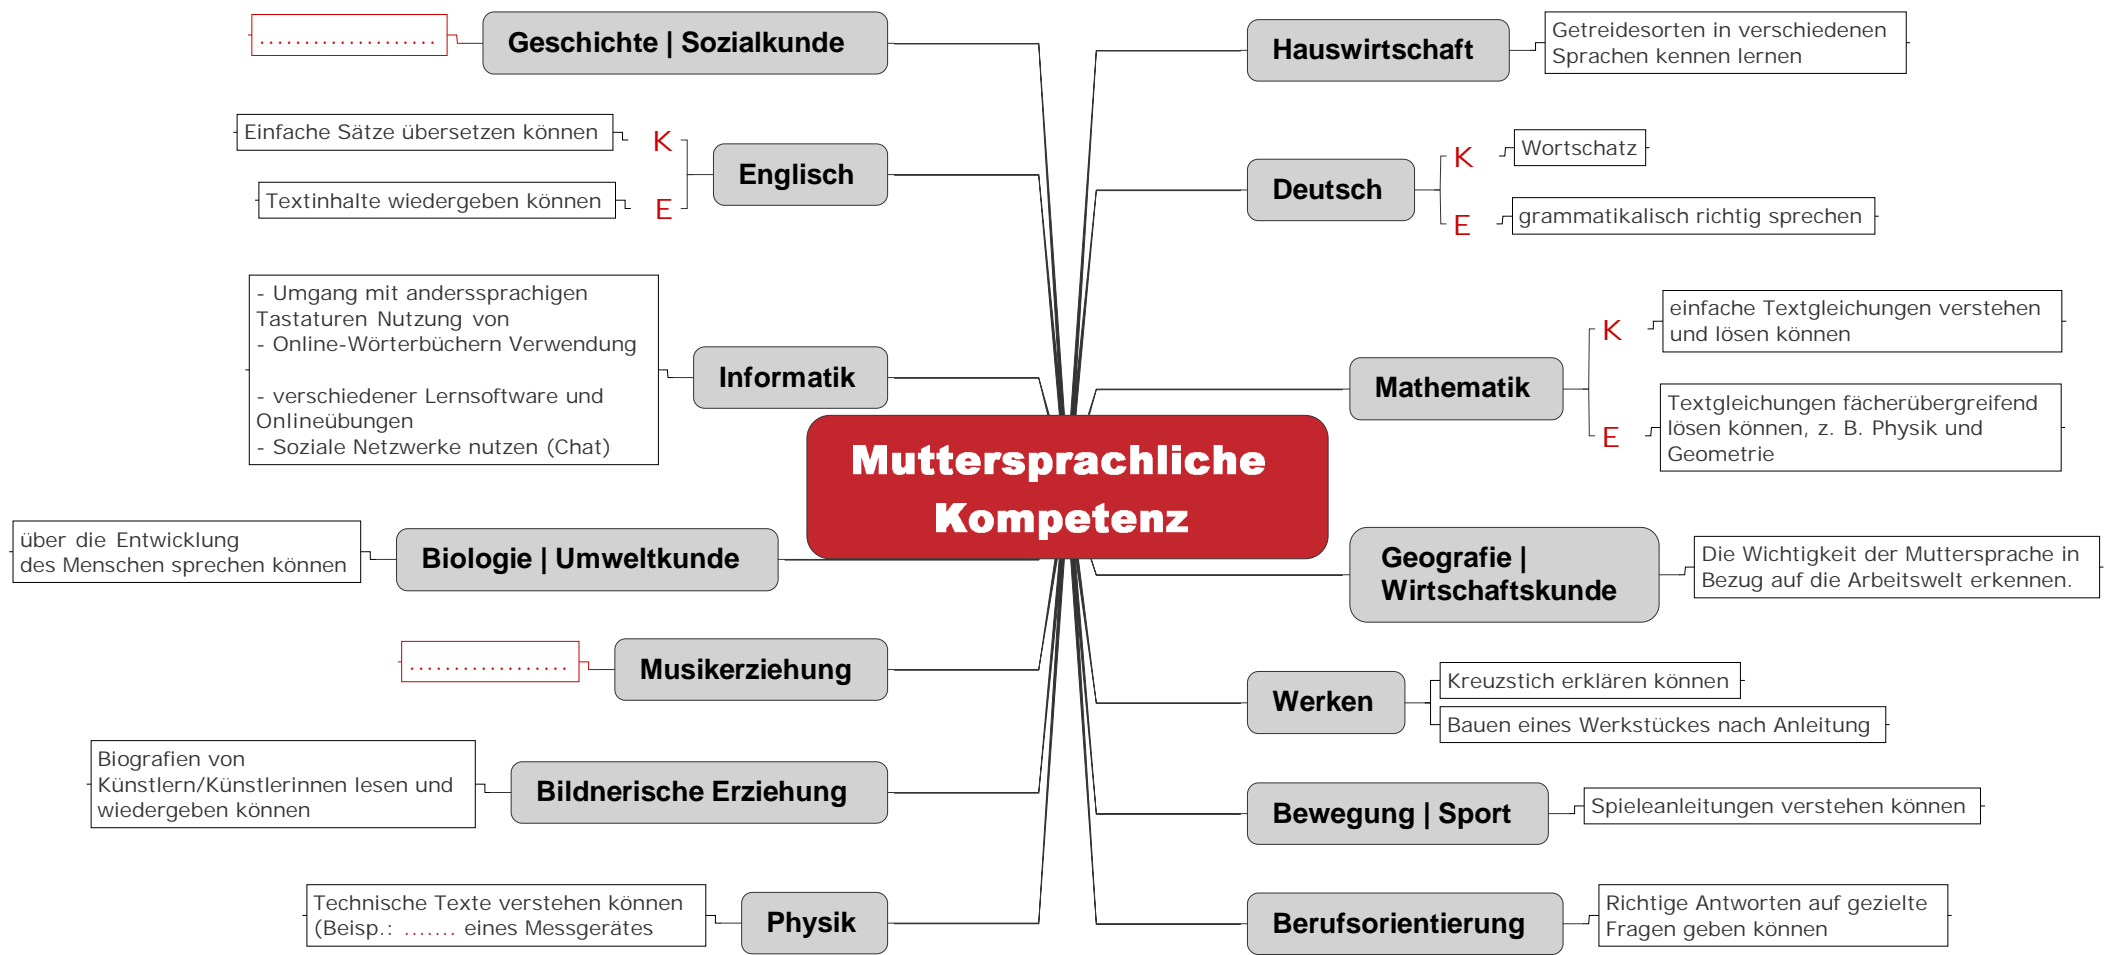 Muttersprachliche
Kompetenz
Geschichte | Sozialkunde
....................
Englisch
K
Einfache Sätze übersetzen können
E
Textinhalte wiedergeben können
Informatik
- Umgang mit anderssprachigen
Tastaturen Nutzung von
- Online-Wörterbüchern Verwendung
- verschiedener Lernsoftware und
Onlineübungen
- Soziale Netzwerke nutzen (Chat)
Biologie | Umweltkunde
über die Entwicklung
des Menschen sprechen können
Musikerziehung
..................
Bildnerische Erziehung
Biografien von
Künstlern/Künstlerinnen lesen und
wiedergeben können
Physik
Technische Texte verstehen können
(Beisp.: ....... eines Messgerätes
Hauswirtschaft
Getreidesorten in verschiedenen
Sprachen kennen lernen
Deutsch
K
Wortschatz
E
grammatikalisch richtig sprechen
Mathematik
K
einfache Textgleichungen verstehen
und lösen können
E
Textgleichungen fächerübergreifend
lösen können, z. B. Physik und
Geometrie
Geografie |
Wirtschaftskunde
Die Wichtigkeit der Muttersprache in
Bezug auf die Arbeitswelt erkennen.
Werken
Kreuzstich erklären können
Bauen eines Werkstückes nach Anleitung
Bewegung | Sport
Spieleanleitungen verstehen können
Berufsorientierung
Richtige Antworten auf gezielte
Fragen geben können